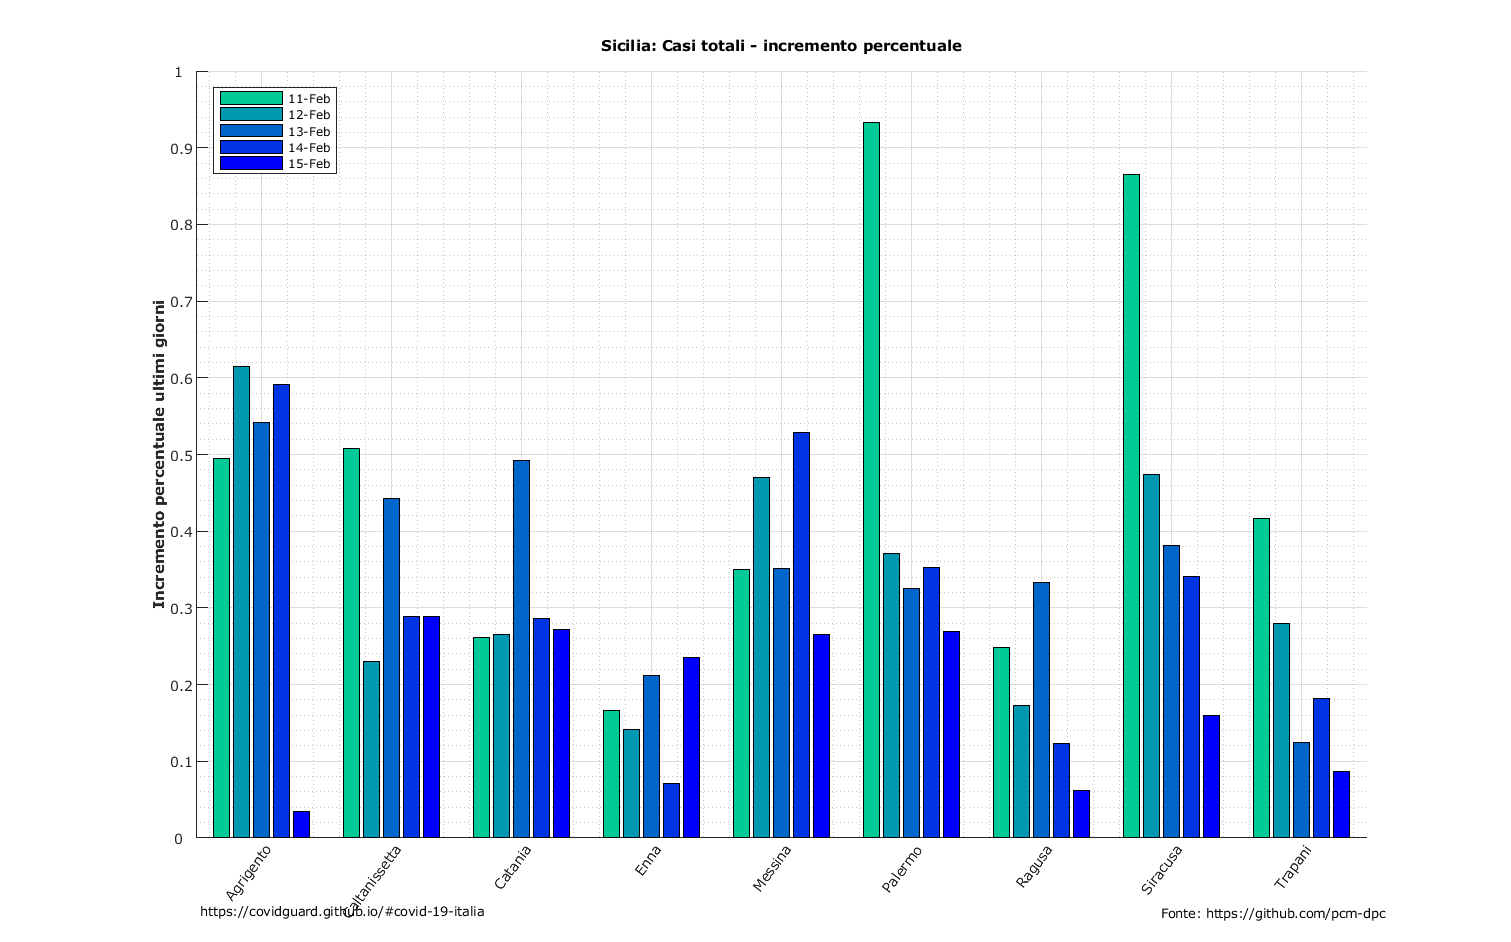 Sicilia: Casi totali - incremento percentuale
1
0.9
0.8
0.7
0.6
0.5
0.4
0.3
0.2
0.1
0
Incremento percentuale ultimi giorni
11-Feb
12-Feb
13-Feb
14-Feb
15-Feb
Agrigento
Caltanissetta
Catania
Enna
Messina
Palermo
Ragusa
Siracusa
Trapani
https://covidguard.github.io/#covid-19-italia
Fonte: https://github.com/pcm-dpc